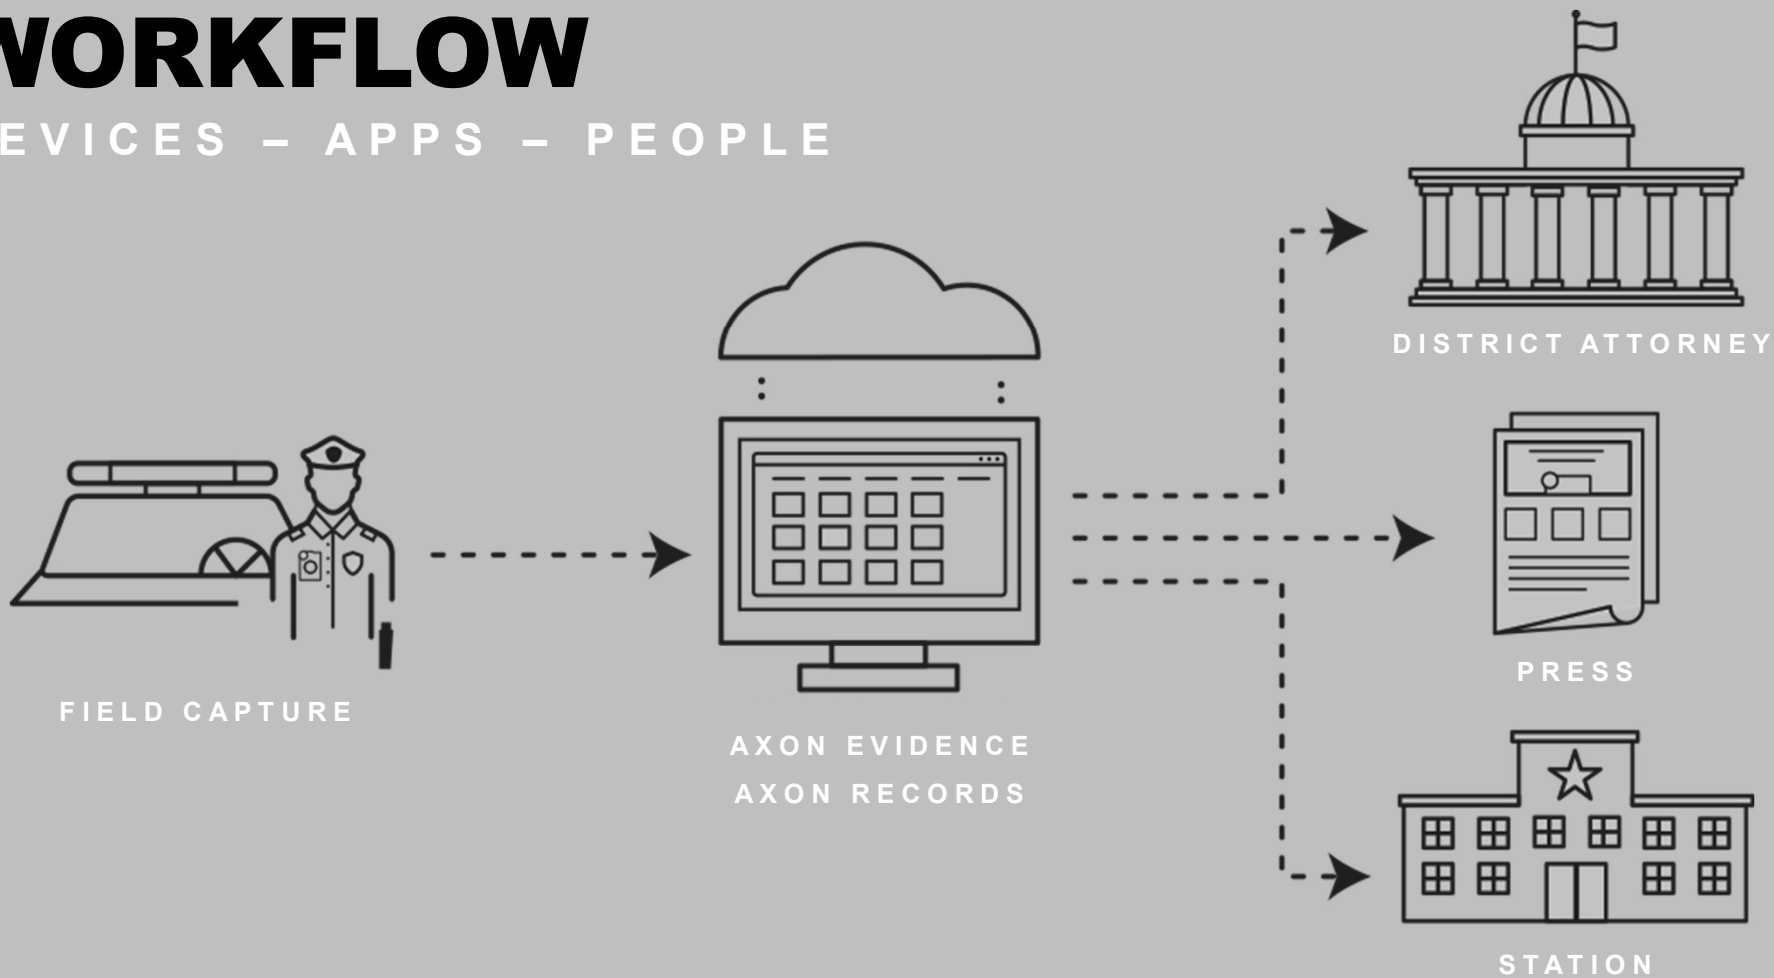 WORKFLOW
EVICES – APPS – PEOPLE
DISTRICT ATTORNEY
PRESS
FIELD CAPTURE
AXON EVIDENCE
AXON RECORDS
STATION